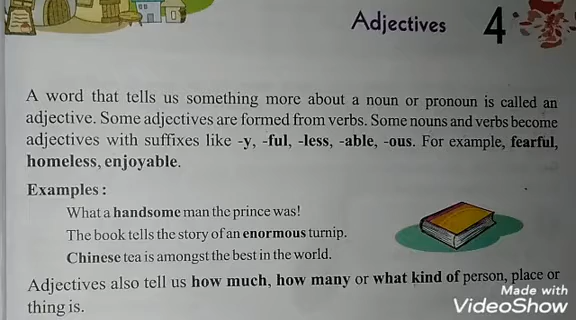 Adjectives 4
A word that tells us something more about a noun or pronoun is called an
adjective. Some adjectives are formed from verbs. Some nouns and verbs become
adjectives with suffixes like -y, -ful, -less, -able, -ous. For example, fearful,
homeless, enjoyable.
Examples :
What a handsome man the prince was!
The book tells the story of an enormous turnip.
Chinese tea is amongst the best in the world.
Adjectives also tell us how much, how many or what kind of person, place or
thing is.
Made with
VideoShow